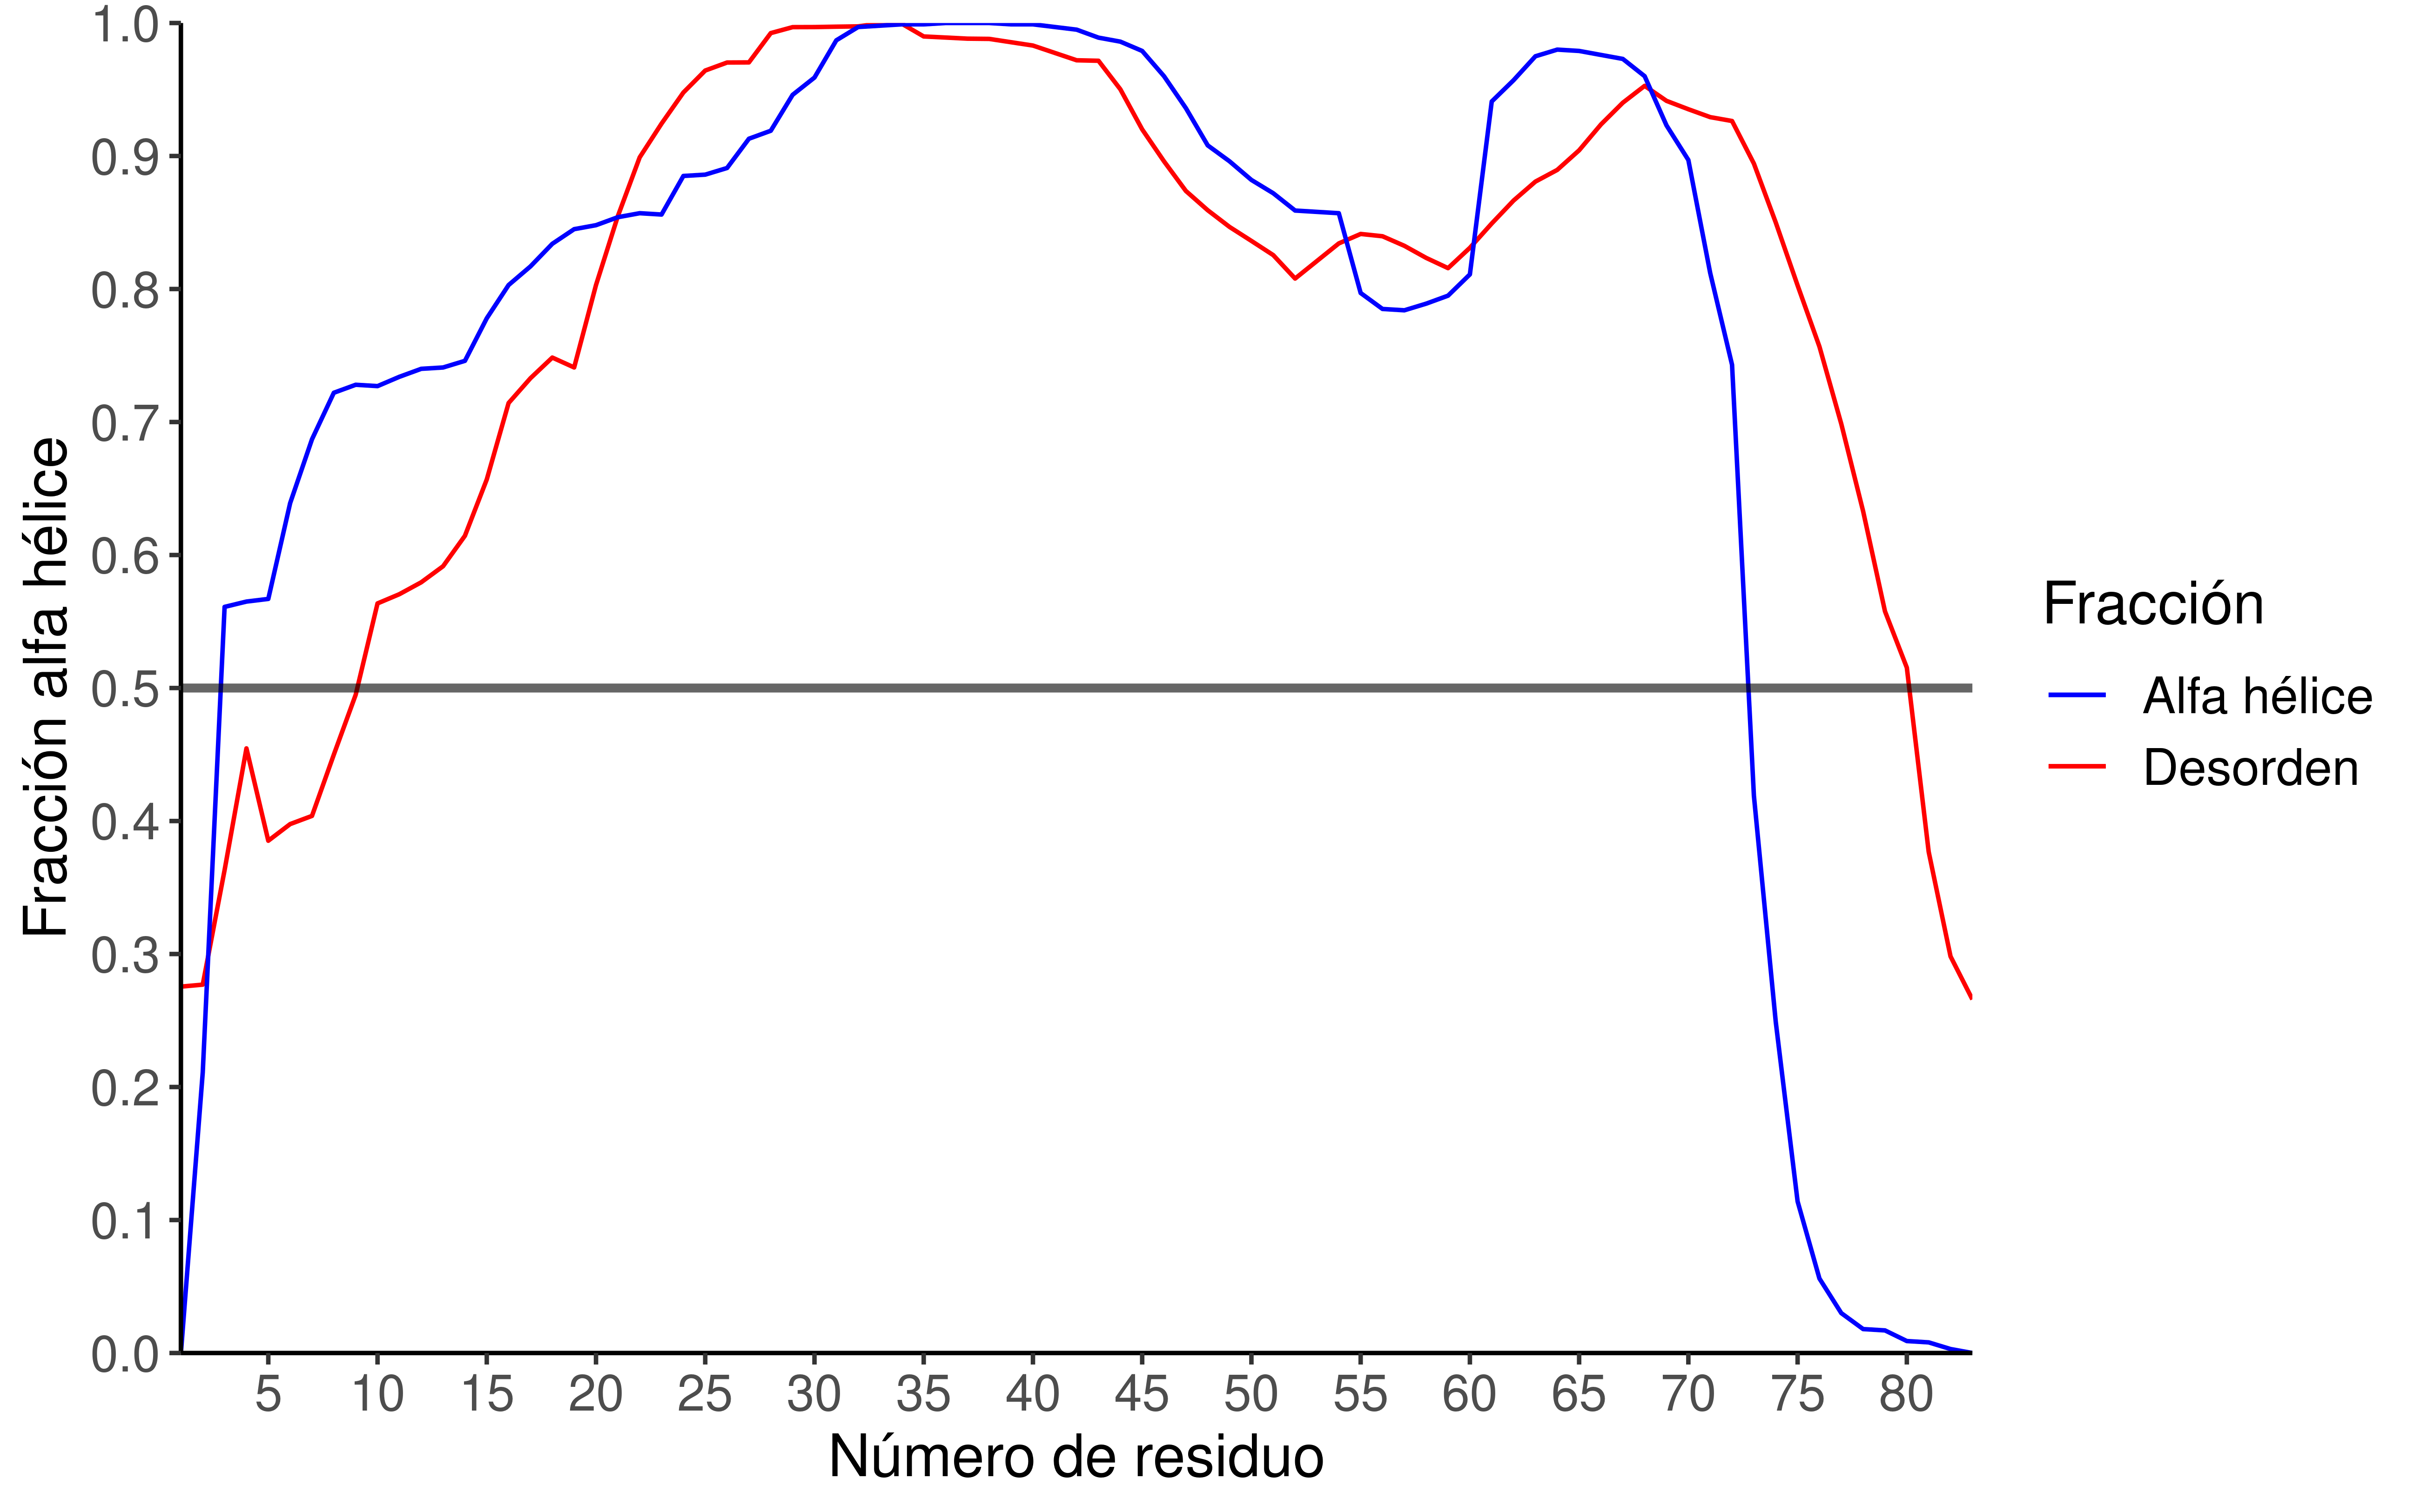 Fracción alfa hélice
1.0
0.9
0.8
0.7
0.6
0.5
0.4
0.3
0.2
0.1
0.0
5 10 15 20 25 30 35 40 45 50 55 60 65 70 75 80
Número de residuo
Fracción
Alfa hélice
Desorden